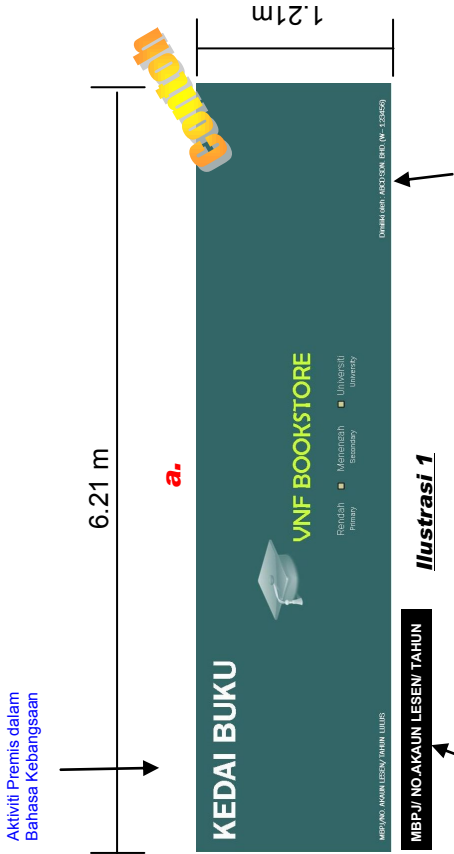 Aktiviti Premis dalam
Bahasa Kebangsaan
6.21 m
a.
Contoh
1.21m
KEDAI BUKU
VNF BOOKSTORE
Rendah Menengah Universiti
Primary Secondary University
MBPJ/NO. AKAUN LESEN/ TAHUN LULUS
Dimiliki oleh : ABCD SDN. BHD. (W – 123456)
MBPJ/ NO.AKAUN LESEN/ TAHUN
Ilustrasi 1